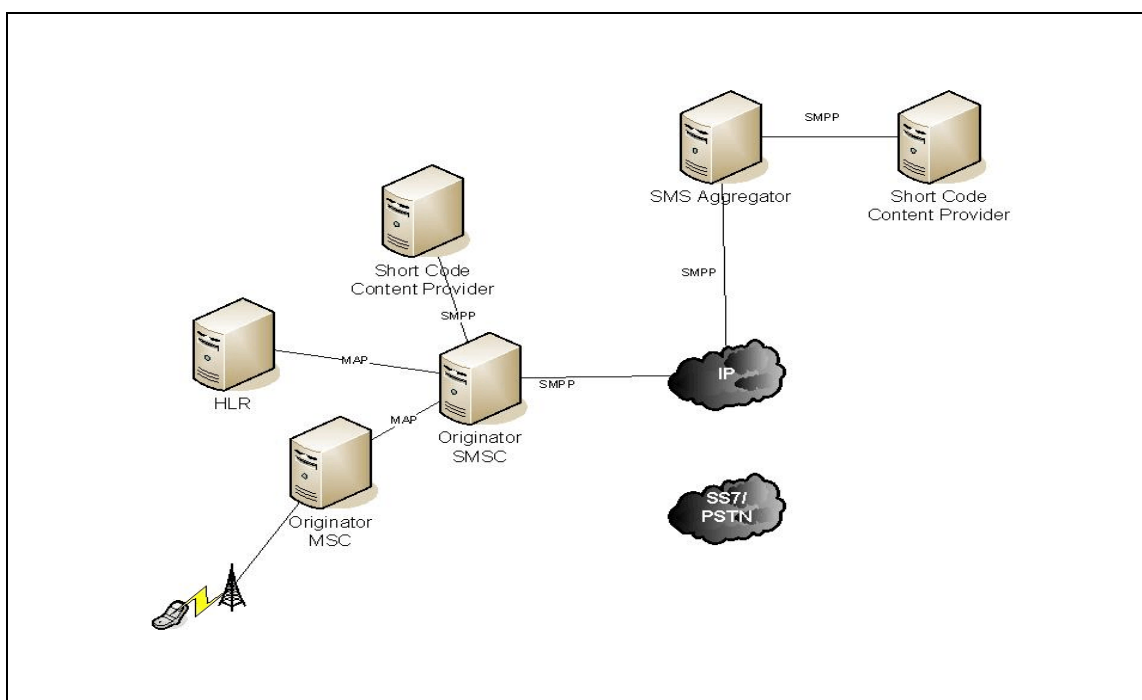 SMPP
SMS Aggregator
Short Code
Content Provider
Short Code
Content Provider
SMPP
SMPP
MAP
HLR
SMPP
IP
MAP
Originator
SMSC
SS7/
PSTN
Originator
MSC